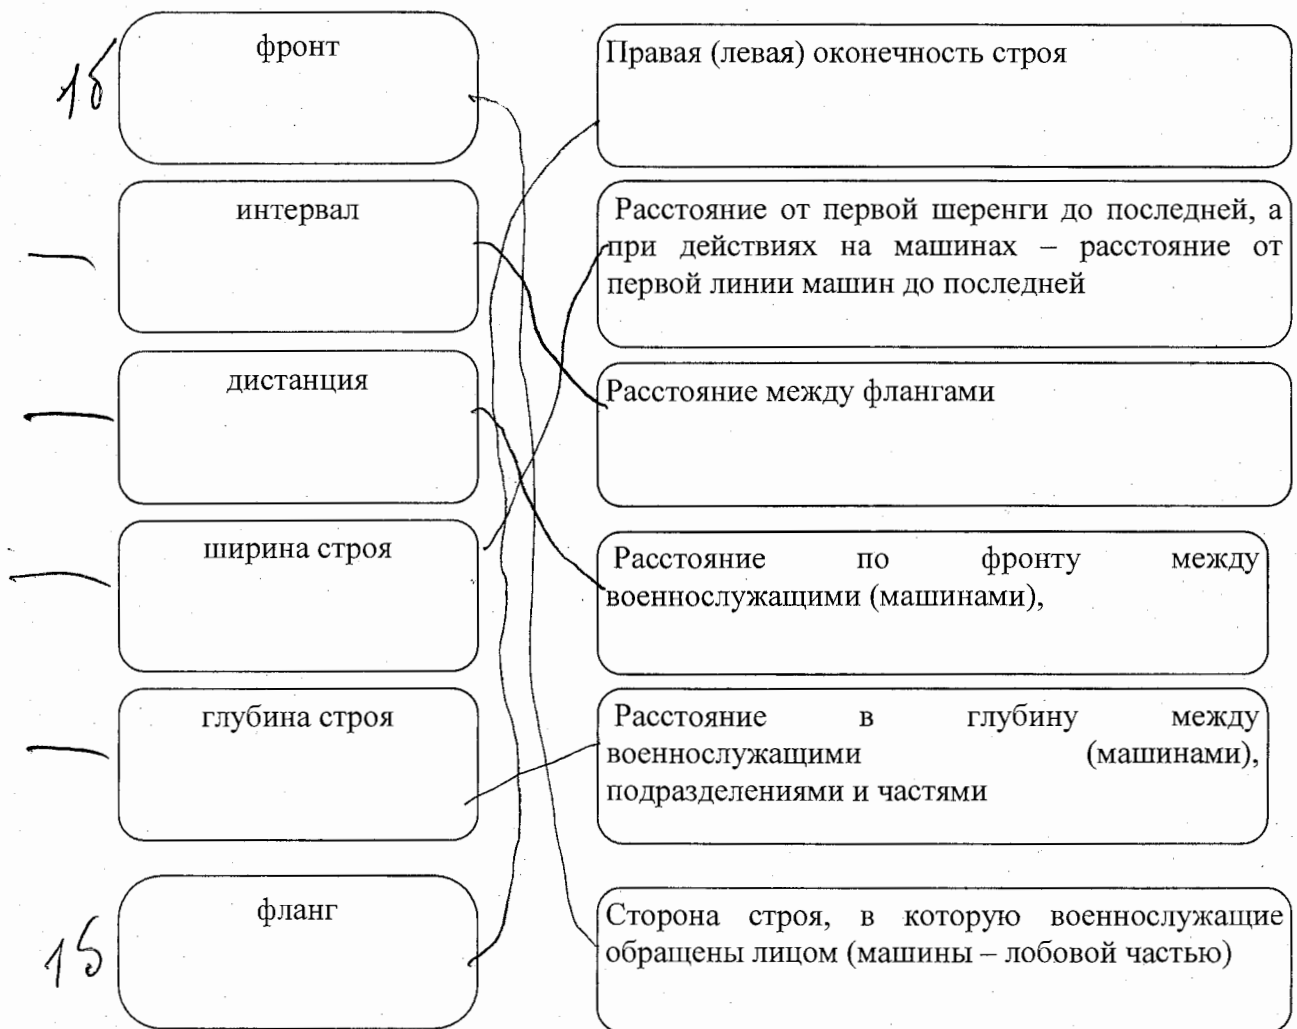 1б
фронт
Правая (левая) оконечность строя
интервал
Расстояние от первой шеренги до последней, а
при действиях на машинах – расстояние от
первой линии машин до последней
дистанция
Расстояние между флангами
ширина строя
Расстояние по фронту между
военнослужащими (машинами),
глубина строя
Расстояние в глубину между
военнослужащими (машинами),
подразделениями и частями
1б
фланг
Сторона строя, в которую военнослужащие
обращены лицом (машины – лобовой частью)